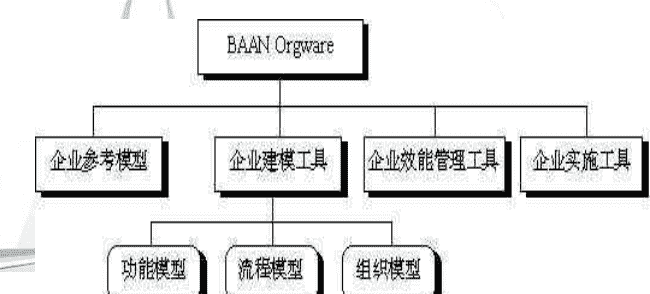 BAAN Orgware
企业参考模型
企业建模工具
企业效能管理工具
企业实施工具
功能模型
流程模型
组织模型